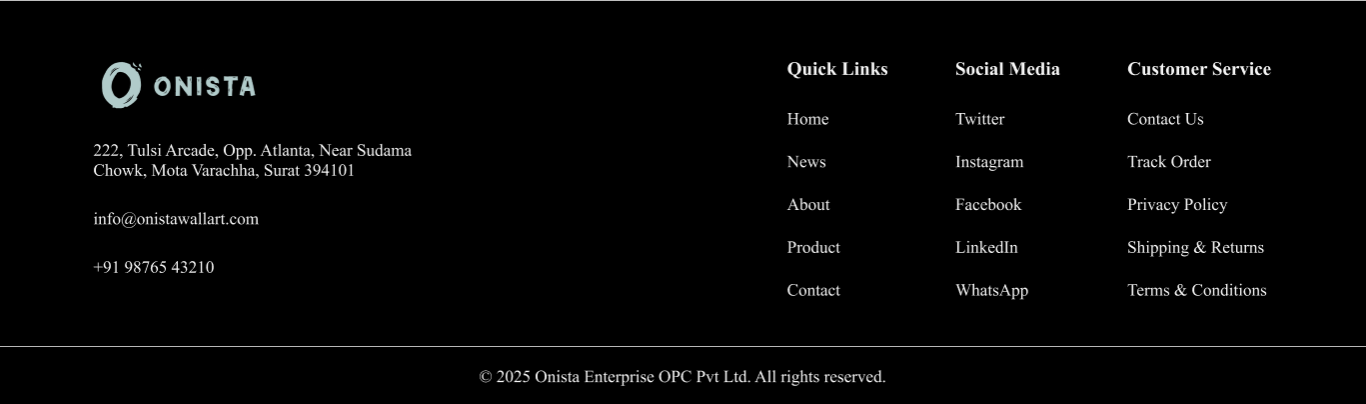 ONISTA
222, Tulsi Arcade, Opp. Atlanta, Near Sudama
Chowk, Mota Varachha, Surat 394101
info@onistawallart.com
+91 98765 43210
Quick Links
Home
News
About
Product
Contact
Social Media
Twitter
Instagram
Facebook
LinkedIn
WhatsApp
Customer Service
Contact Us
Track Order
Privacy Policy
Shipping & Returns
Terms & Conditions
© 2025 Onista Enterprise OPC Pvt Ltd. All rights reserved.